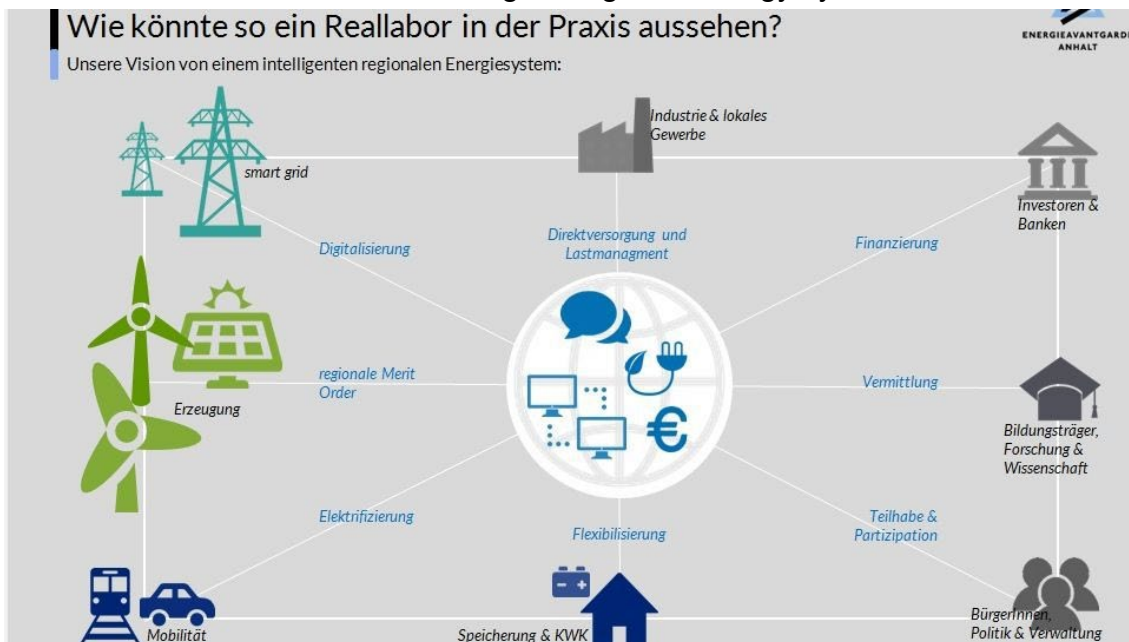 Wie könnte so ein Reallabor in der Praxis aussehen?
ENERGIEAVANTGARDE
ANHALT
Unsere Vision von einem intelligenten regionalen Energiesystem:
Industrie & lokales
Gewerbe
smart grid
Investoren &
Banken
Digitalisierung
Direktversorgung und
Lastmanagment
Finanzierung
regionale Merit
Order
Vermittlung
Erzeugung
Bildungsträger,
Forschung &
Wissenschaft
Elektrifizierung
Flexibilisierung
Teilhabe &
Partizipation
€
Mobilität
Speicherung & KWK
BürgerInnen,
Politik & Verwaltung